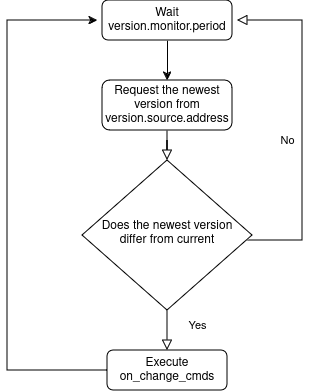 Wait
version.monitor.period
Request the newest
version from
version.source.address
No
Does the newest version
differ from current
Yes
Execute
on_change_cmds